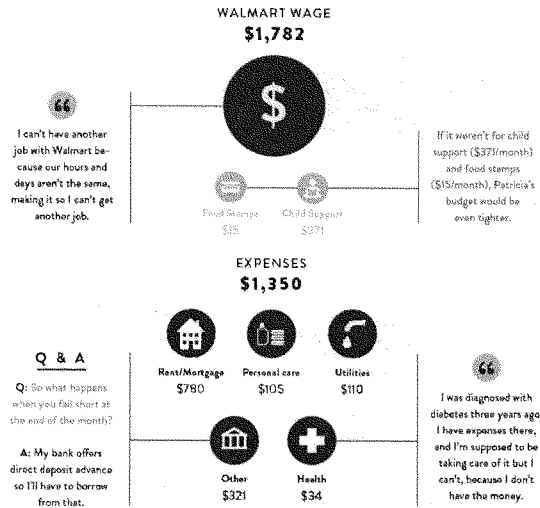 WALMART WAGE
$1,782
$
“
I can't have another
job with Walmart be-
cause our hours and
days aren't the same,
making it so I can't get
another job.
If it weren't for child
support ($371/month)
and food stamps
($15/month), Patricia's
budget would be
even tighter.
Food Stamps
$15
Child Support
$371
EXPENSES
$1,350
Rent/Mortgage
$780
Personal care
$105
Utilities
$110
Q & A
Q: So what happens
when you fall short at
the end of the month?
A: My bank offers
direct deposit advance
so I'll have to borrow
from that.
Other
$321
Health
$34
“
I was diagnosed with
diabetes three years ago
I have expenses there,
and I'm supposed to be
taking care of it but I
can't, because I don't
have the money.